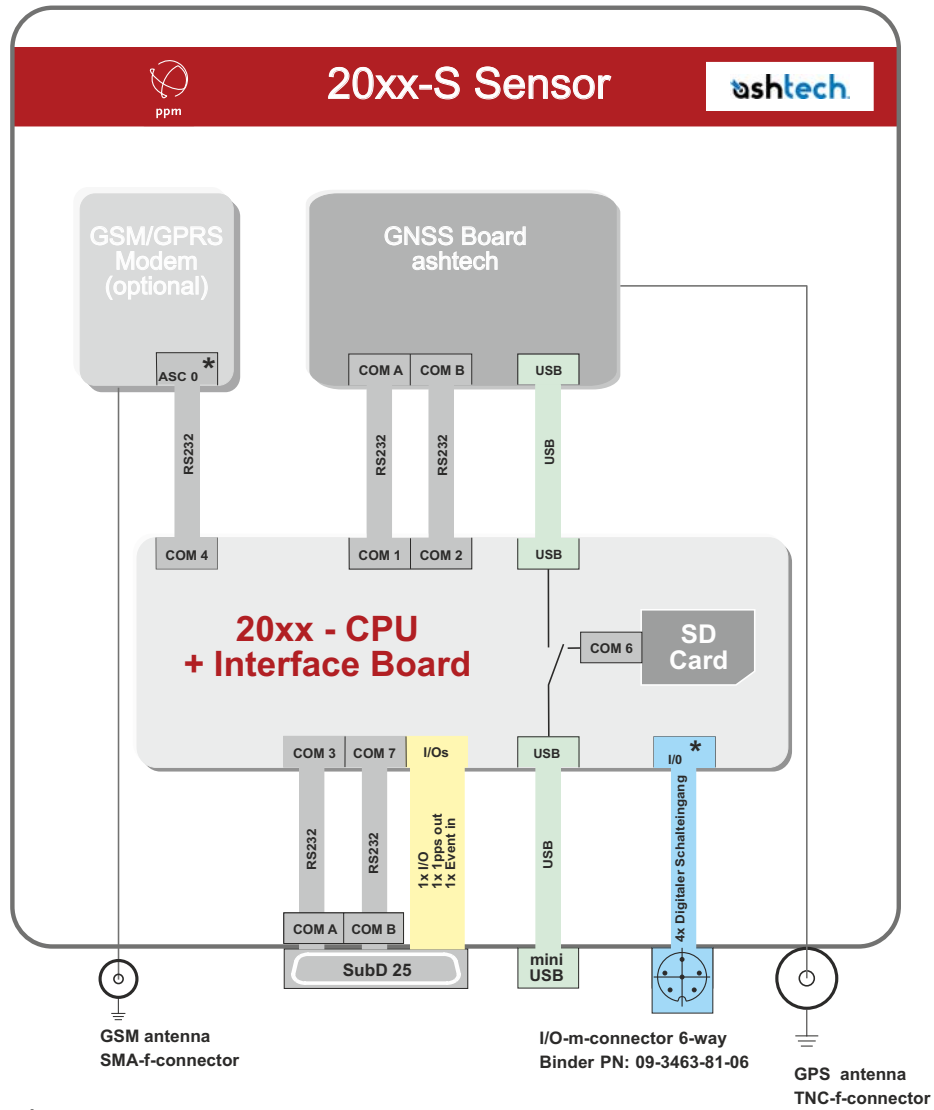 20xx-S Sensor
ppm
ashtech.
GSM/GPRS
Modem
(optional)
GNSS Board
ashtech
ASC 0 *
COM A
COM B
USB
RS232
RS232
RS232
USB
COM 4
COM 1
COM 2
USB
20xx - CPU
+ Interface Board
COM 6
SD
Card
COM 3
COM 7
I/Os
USB
I/0 *
RS232
RS232
1x I/O
1x 1pps out
1x Event in
USB
4x Digitaler Schalteingang
COM A
COM B
SubD 25
mini
USB
GSM antenna
SMA-f-connector
I/O-m-connector 6-way
Binder PN: 09-3463-81-06
GPS antenna
TNC-f-connector